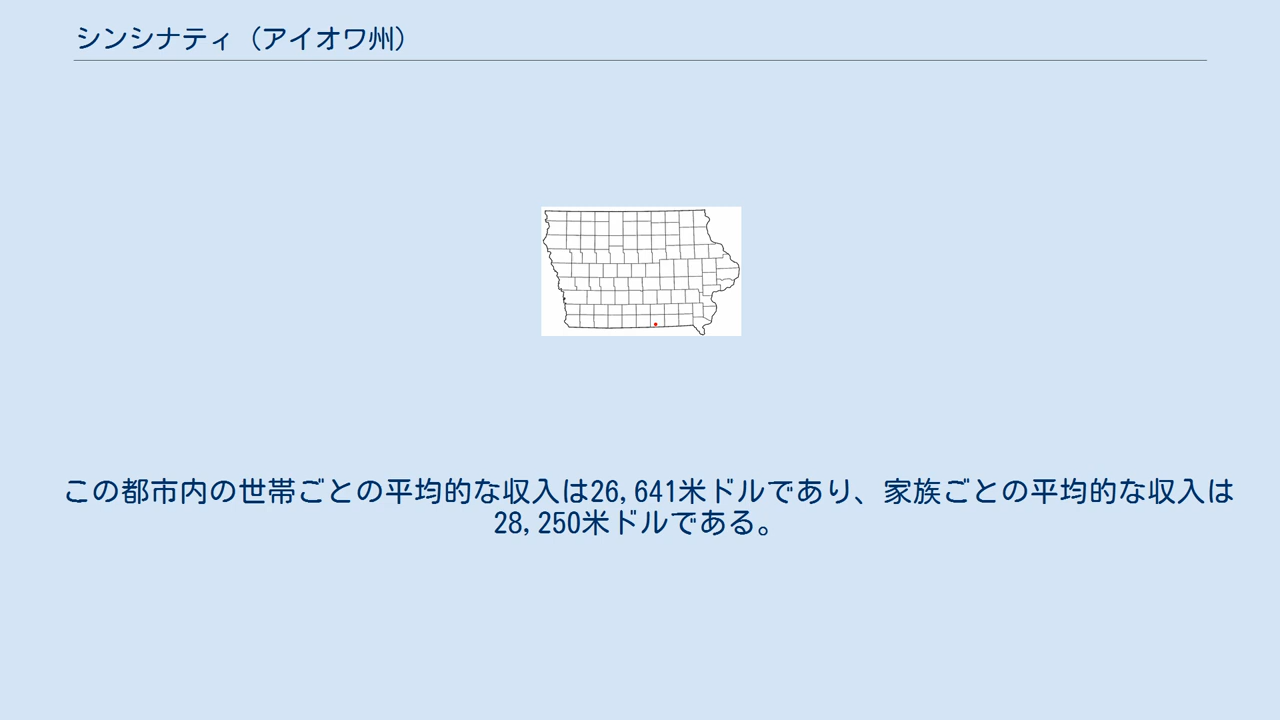 シンシナティ（アイオワ州）
この都市内の世帯ごとの平均的な収入は26,641米ドルであり、家族ごとの平均的な収入は
28,250米ドルである。